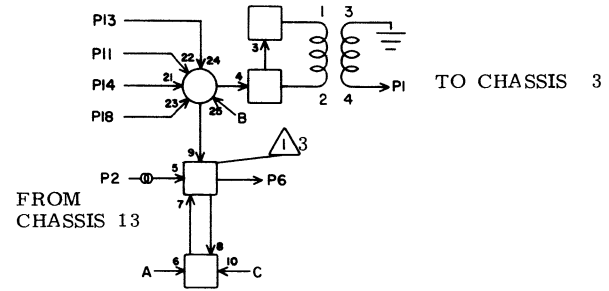 P13
1 3
P11
22 24
3
P14
21
4
TO CHASSIS 3
P1
P18
23
25
B
2 4
9
1 3
P2
5
P6
FROM
CHASSIS 13
7
8
A
6
10
C